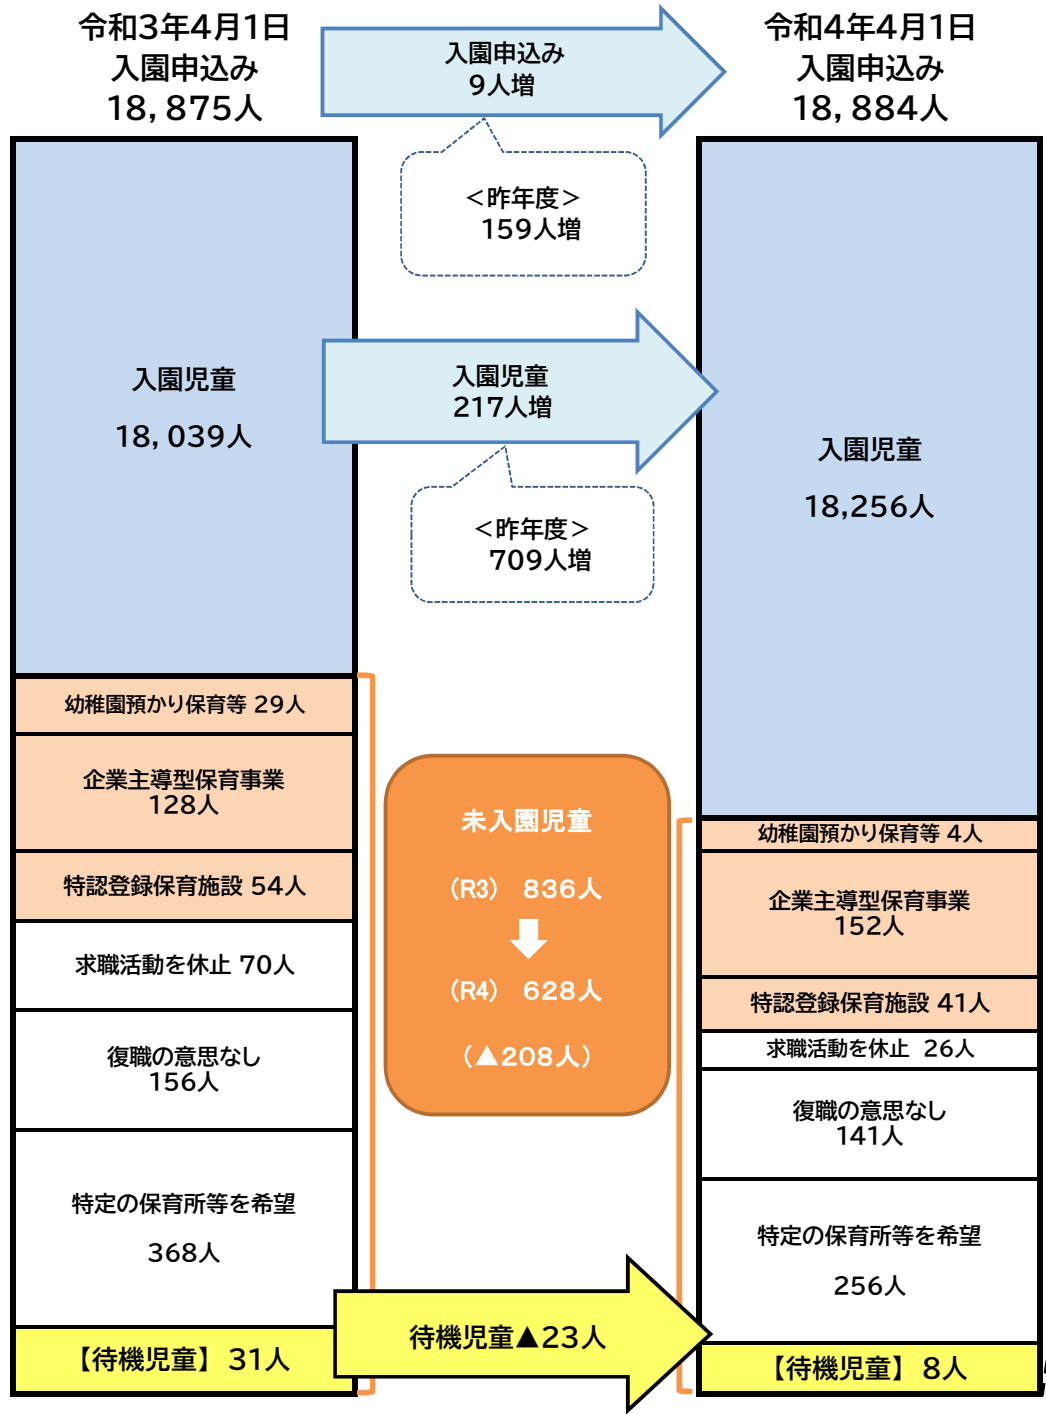 令和3年4月1日
入園申込み
18,875人
入園申込み
9人増
＜昨年度＞
159人増
令和4年4月1日
入園申込み
18,884人
入園児童
18,039人
入園児童
217人増
＜昨年度＞
709人増
入園児童
18,256人
幼稚園預かり保育等 29人
企業主導型保育事業
128人
特認登録保育施設 54人
求職活動を休止 70人
復職の意思なし
156人
特定の保育所等を希望
368人
【待機児童】 31人
未入園児童
(R3) 836人
(R4) 628人
(▲208人)
待機児童▲23人
幼稚園預かり保育等 4人
企業主導型保育事業
152人
特認登録保育施設 41人
求職活動を休止 26人
復職の意思なし
141人
特定の保育所等を希望
256人
【待機児童】 8人